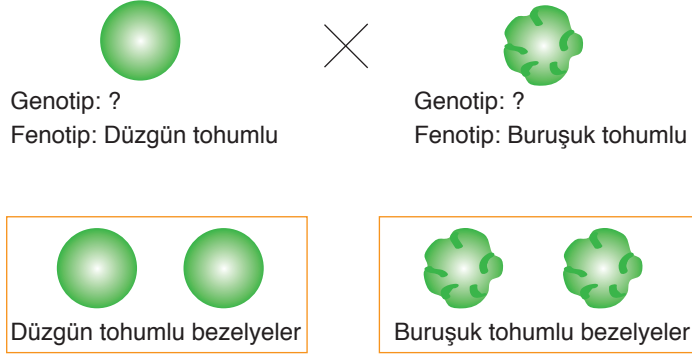 Genotip: ?
Fenotip: Düzgün tohumlu
Genotip: ?
Fenotip: Buruşuk tohumlu
Düzgün tohumlu bezelyeler
Buruşuk tohumlu bezelyeler